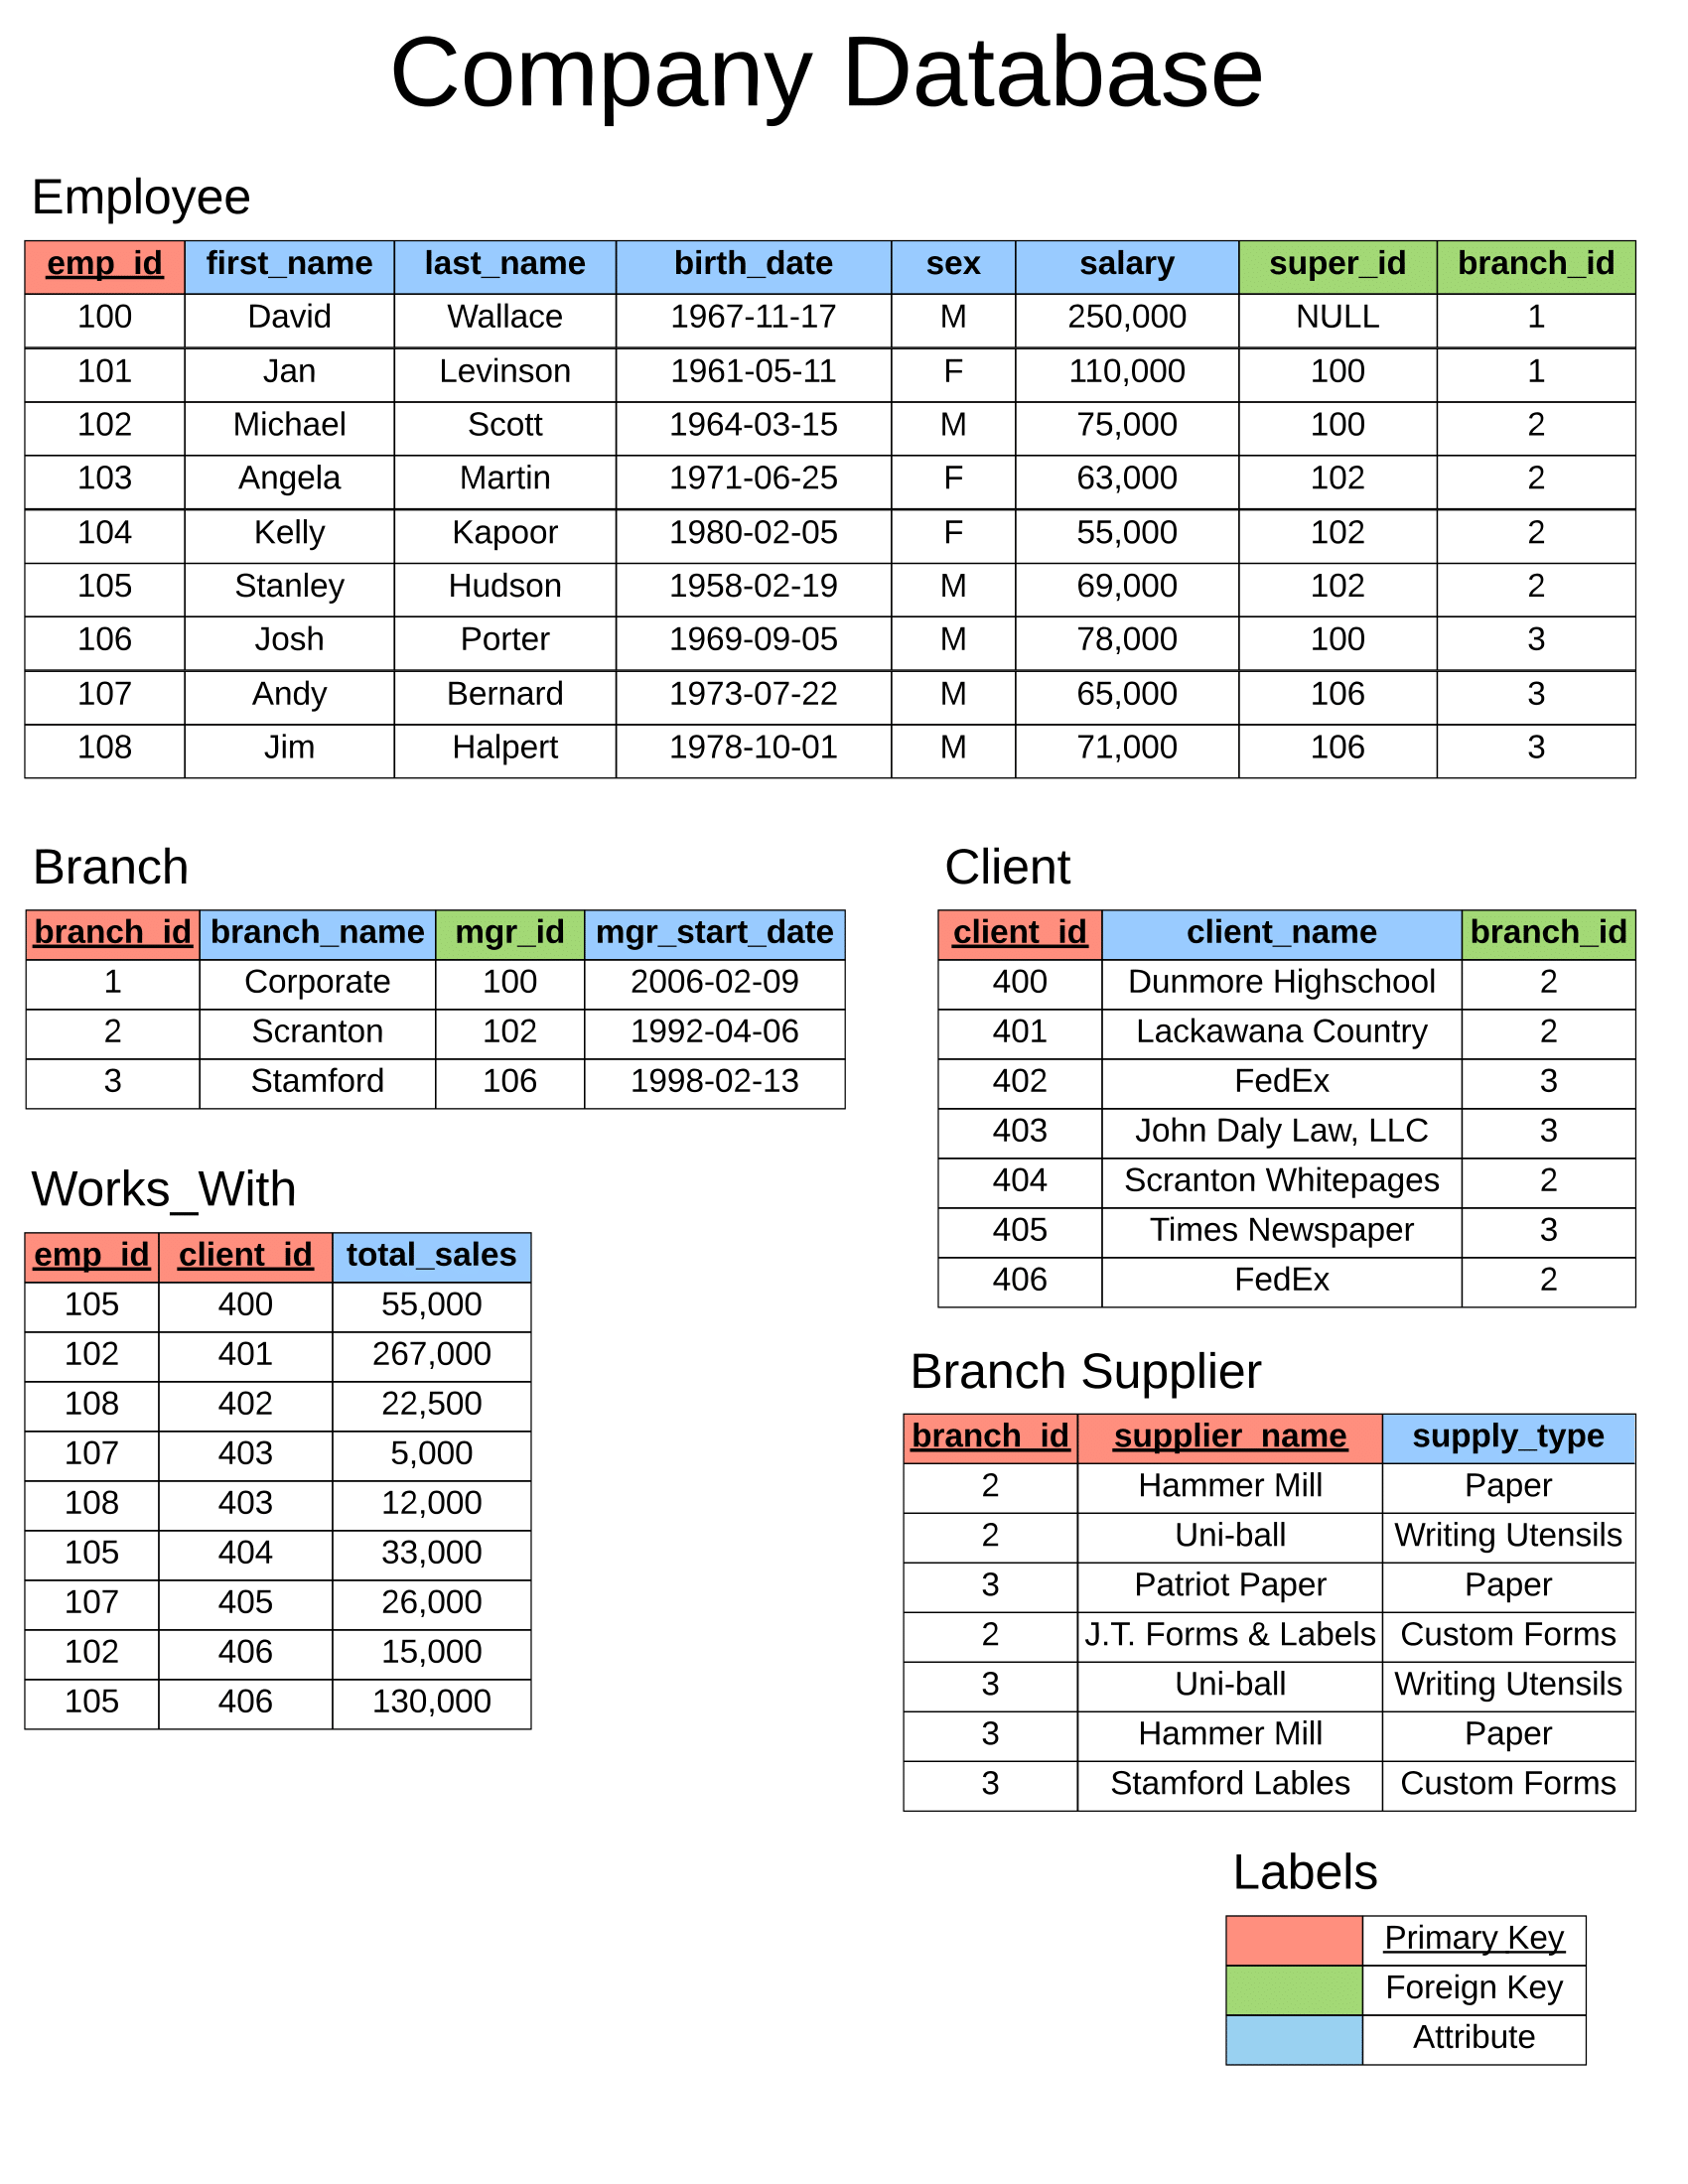 Company Database
Employee
emp_id first_name last_name birth_date sex salary super_id branch_id
100 David Wallace 1967-11-17 M 250,000 NULL 1
101 Jan Levinson 1961-05-11 F 110,000 100 1
102 Michael Scott 1964-03-15 M 75,000 100 2
103 Angela Martin 1971-06-25 F 63,000 102 2
104 Kelly Kapoor 1980-02-05 F 55,000 102 2
105 Stanley Hudson 1958-02-19 M 69,000 102 2
106 Josh Porter 1969-09-05 M 78,000 100 3
107 Andy Bernard 1973-07-22 M 65,000 106 3
108 Jim Halpert 1978-10-01 M 71,000 106 3
Branch
branch_id branch_name mgr_id mgr_start_date
1 Corporate 100 2006-02-09
2 Scranton 102 1992-04-06
3 Stamford 106 1998-02-13
Works_With
emp_id client_id total_sales
105 400 55,000
102 401 267,000
108 402 22,500
107 403 5,000
108 403 12,000
105 404 33,000
107 405 26,000
102 406 15,000
105 406 130,000
Client
client_id client_name branch_id
400 Dunmore Highschool 2
401 Lackawana Country 2
402 FedEx 3
403 John Daly Law, LLC 3
404 Scranton Whitepages 2
405 Times Newspaper 3
406 FedEx 2
Branch Supplier
branch_id supplier_name supply_type
2 Hammer Mill Paper
2 Uni-ball Writing Utensils
3 Patriot Paper Paper
2 J.T. Forms & Labels Custom Forms
3 Uni-ball Writing Utensils
3 Hammer Mill Paper
3 Stamford Lables Custom Forms
Labels
Primary Key
Foreign Key
Attribute